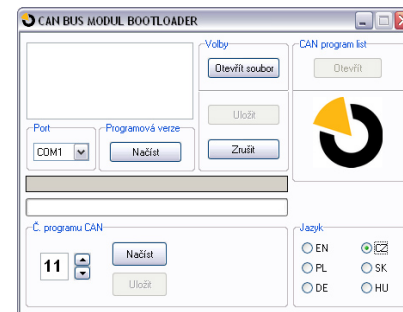 CAN BUS MODUL BOOTLOADER
Volby
CAN program list
Otevřít soubor
Otevřít
Uložit
Port
Programová verze
COM1
Načíst
Zrušit
Č. programu CAN
Jazyk
11
Načíst
Uložit
EN
CZ
PL
SK
DE
HU